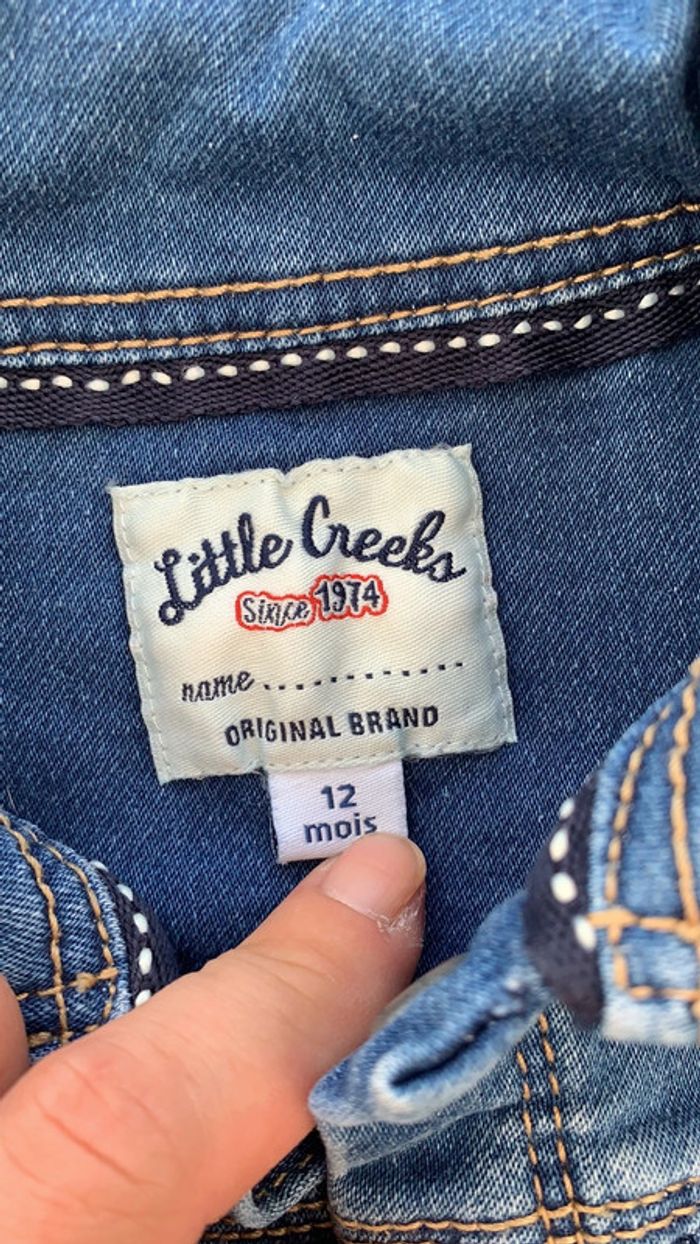 Little Creeks
Since 1974
name ............
ORIGINAL BRAND
12
mois